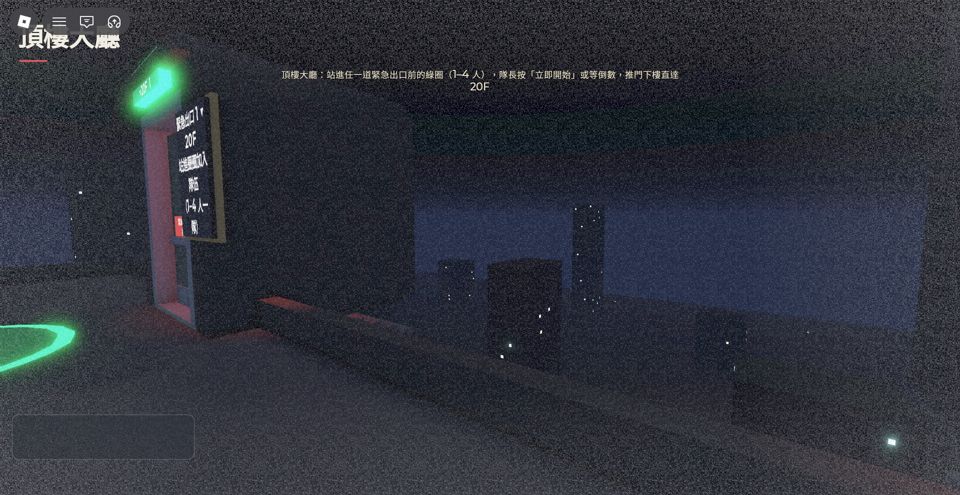 頂樓大廳
頂樓大廳：站進任一道緊急出口前的綠圈（1–4 人），隊長按「立即開始」或等倒數，推門下樓直達
20F
緊急出口 1
20F
站進綠圈加入
隊伍
（1–4 人一
隊）